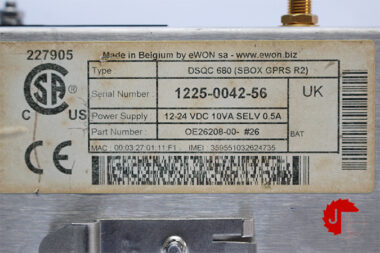 227905
Made in Belgium by eWON sa - www.ewon.biz
Type DSQC 680 (SBOX GPRS R2)
Serial Number : 1225-0042-56 UK
Power Supply 12-24 VDC 10VA SELV 0.5A
Part Number : OE26208-00- #26 BAT
MAC : 00:03:27:01:11:F1 IMEI : 359551032624735
C SA US
CE
J